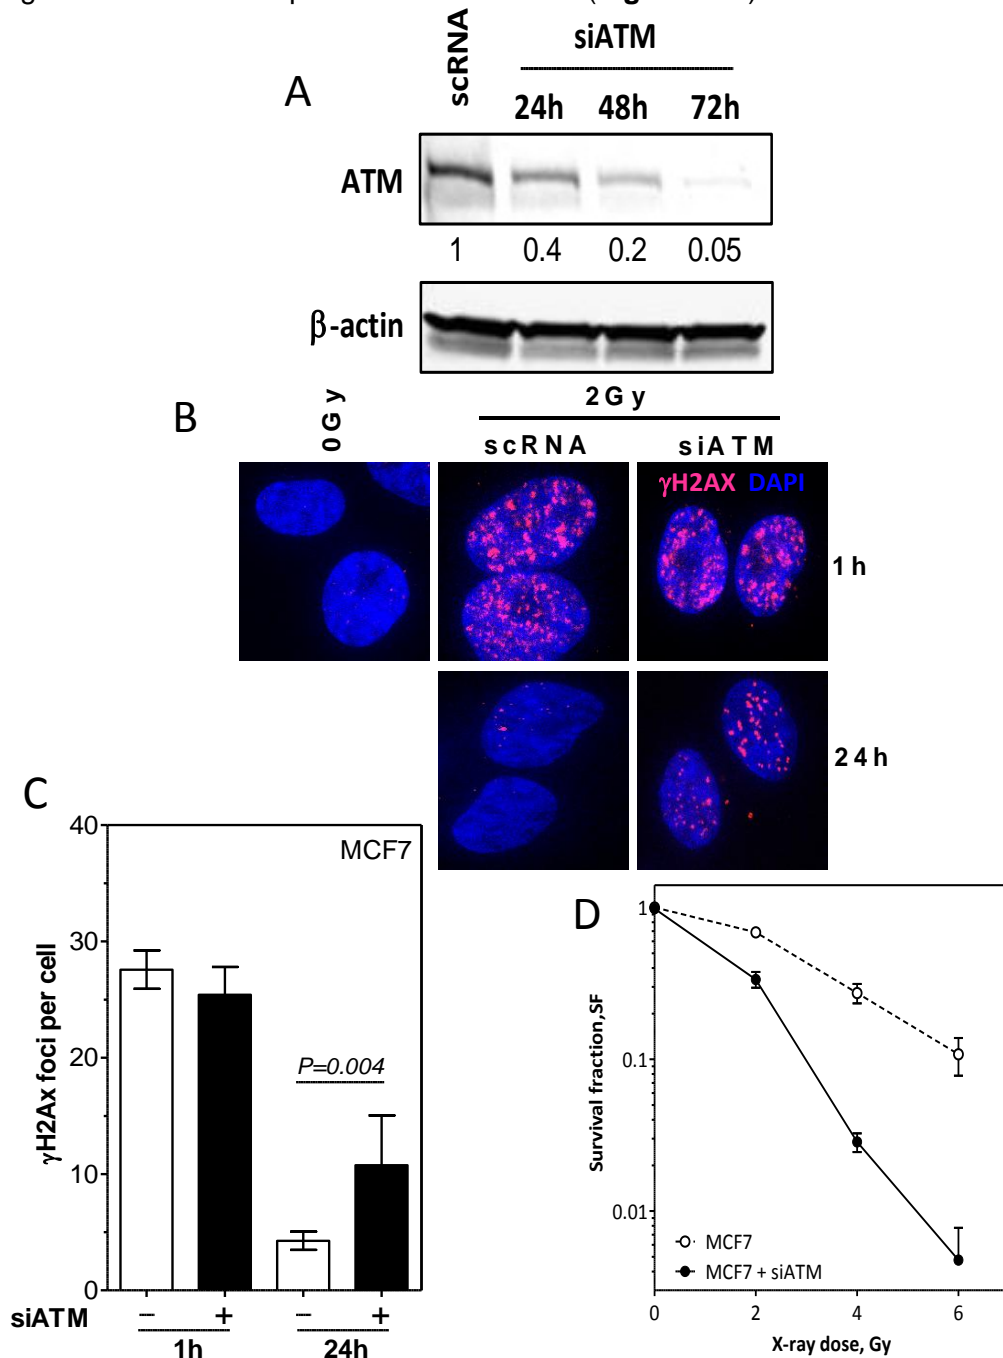 scRNA
siATM
A
24h 48h 72h
ATM
1 0.4 0.2 0.05
β-actin
B
0Gy
2Gy
scRNA siATM
γH2AX DAPI
1h
24h
C
MCF7
γH2Ax foci per cell
40
30
20
10
0
P=0.004
siATM − + − +
1h 24h
D
Survival fraction,SF
1
0.1
0.01
MCF7
MCF7 + siATM
0 2 4 6
X-ray dose, Gy